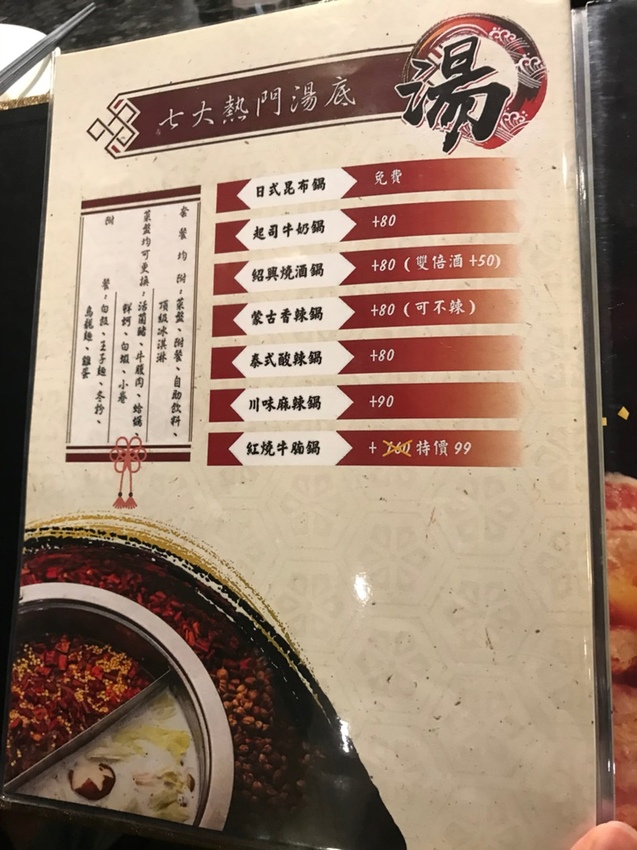 七大熱門湯底
湯
日式昆布鍋 免費
起司牛奶鍋 +80
紹興燒酒鍋 +80 (雙倍酒+50)
蒙古香辣鍋 +80 (可不辣)
泰式酸辣鍋 +80
川味麻辣鍋 +90
紅燒牛腩鍋 + 160 特價 99
套餐均附:菜盤、附餐、自助飲料、
頂級冰淇淋
菜盤均可更換:活菌豬、牛腹肉、蛤蠣
鮮蚵、白蝦、小卷
附餐:白飯、王子麵、冬粉、
烏龍麵、雞蛋